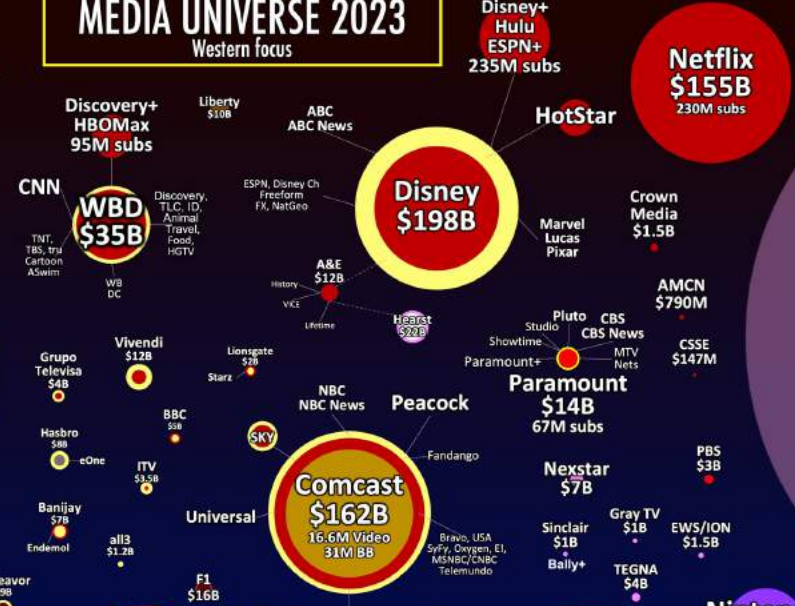 MEDIA UNIVERSE 2023
Western focus
Disney+
Hulu
ESPN+
235M subs
Netflix
$155B
230M subs
Discovery+
HBOMax
95M subs
Liberty
$10B
ABC
ABC News
HotStar
CNN
WBD
$35B
Discovery,
TLC, ID,
Animal
Travel,
Food,
HGTV
TNT,
TBS, tru
Cartoon
ASwim
WB
DC
ESPN, Disney Ch
Freeform
FX, NatGeo
Disney
$198B
Marvel
Lucas
Pixar
Crown
Media
$1.5B
A&E
$12B
History
VICE
Lifetime
Hearst
$22B
AMCN
$790M
Pluto
Studio
CBS
CBS News
Showtime
Paramount+
MTV
Nets
Paramount
$14B
67M subs
CSSE
$147M
Vivendi
$12B
Grupo
Televisa
$4B
Lionsgate
$2B
Starz
NBC
NBC News
Peacock
BBC
$5B
SKY
Hasbro
$8B
eOne
ITV
$3.5B
Fandango
Comcast
$162B
16.6M Video
31M BB
Universal
Bravo, USA
SyFy, Oxygen, E!,
MSNBC/CNBC
Telemundo
Nexstar
$7B
PBS
$3B
Banijay
$7B
Endemol
all3
$1.2B
Sinclair
$1B
Bally+
Gray TV
$1B
EWS/ION
$1.5B
TEGNA
$4B
eavor
9B
F1
$16B